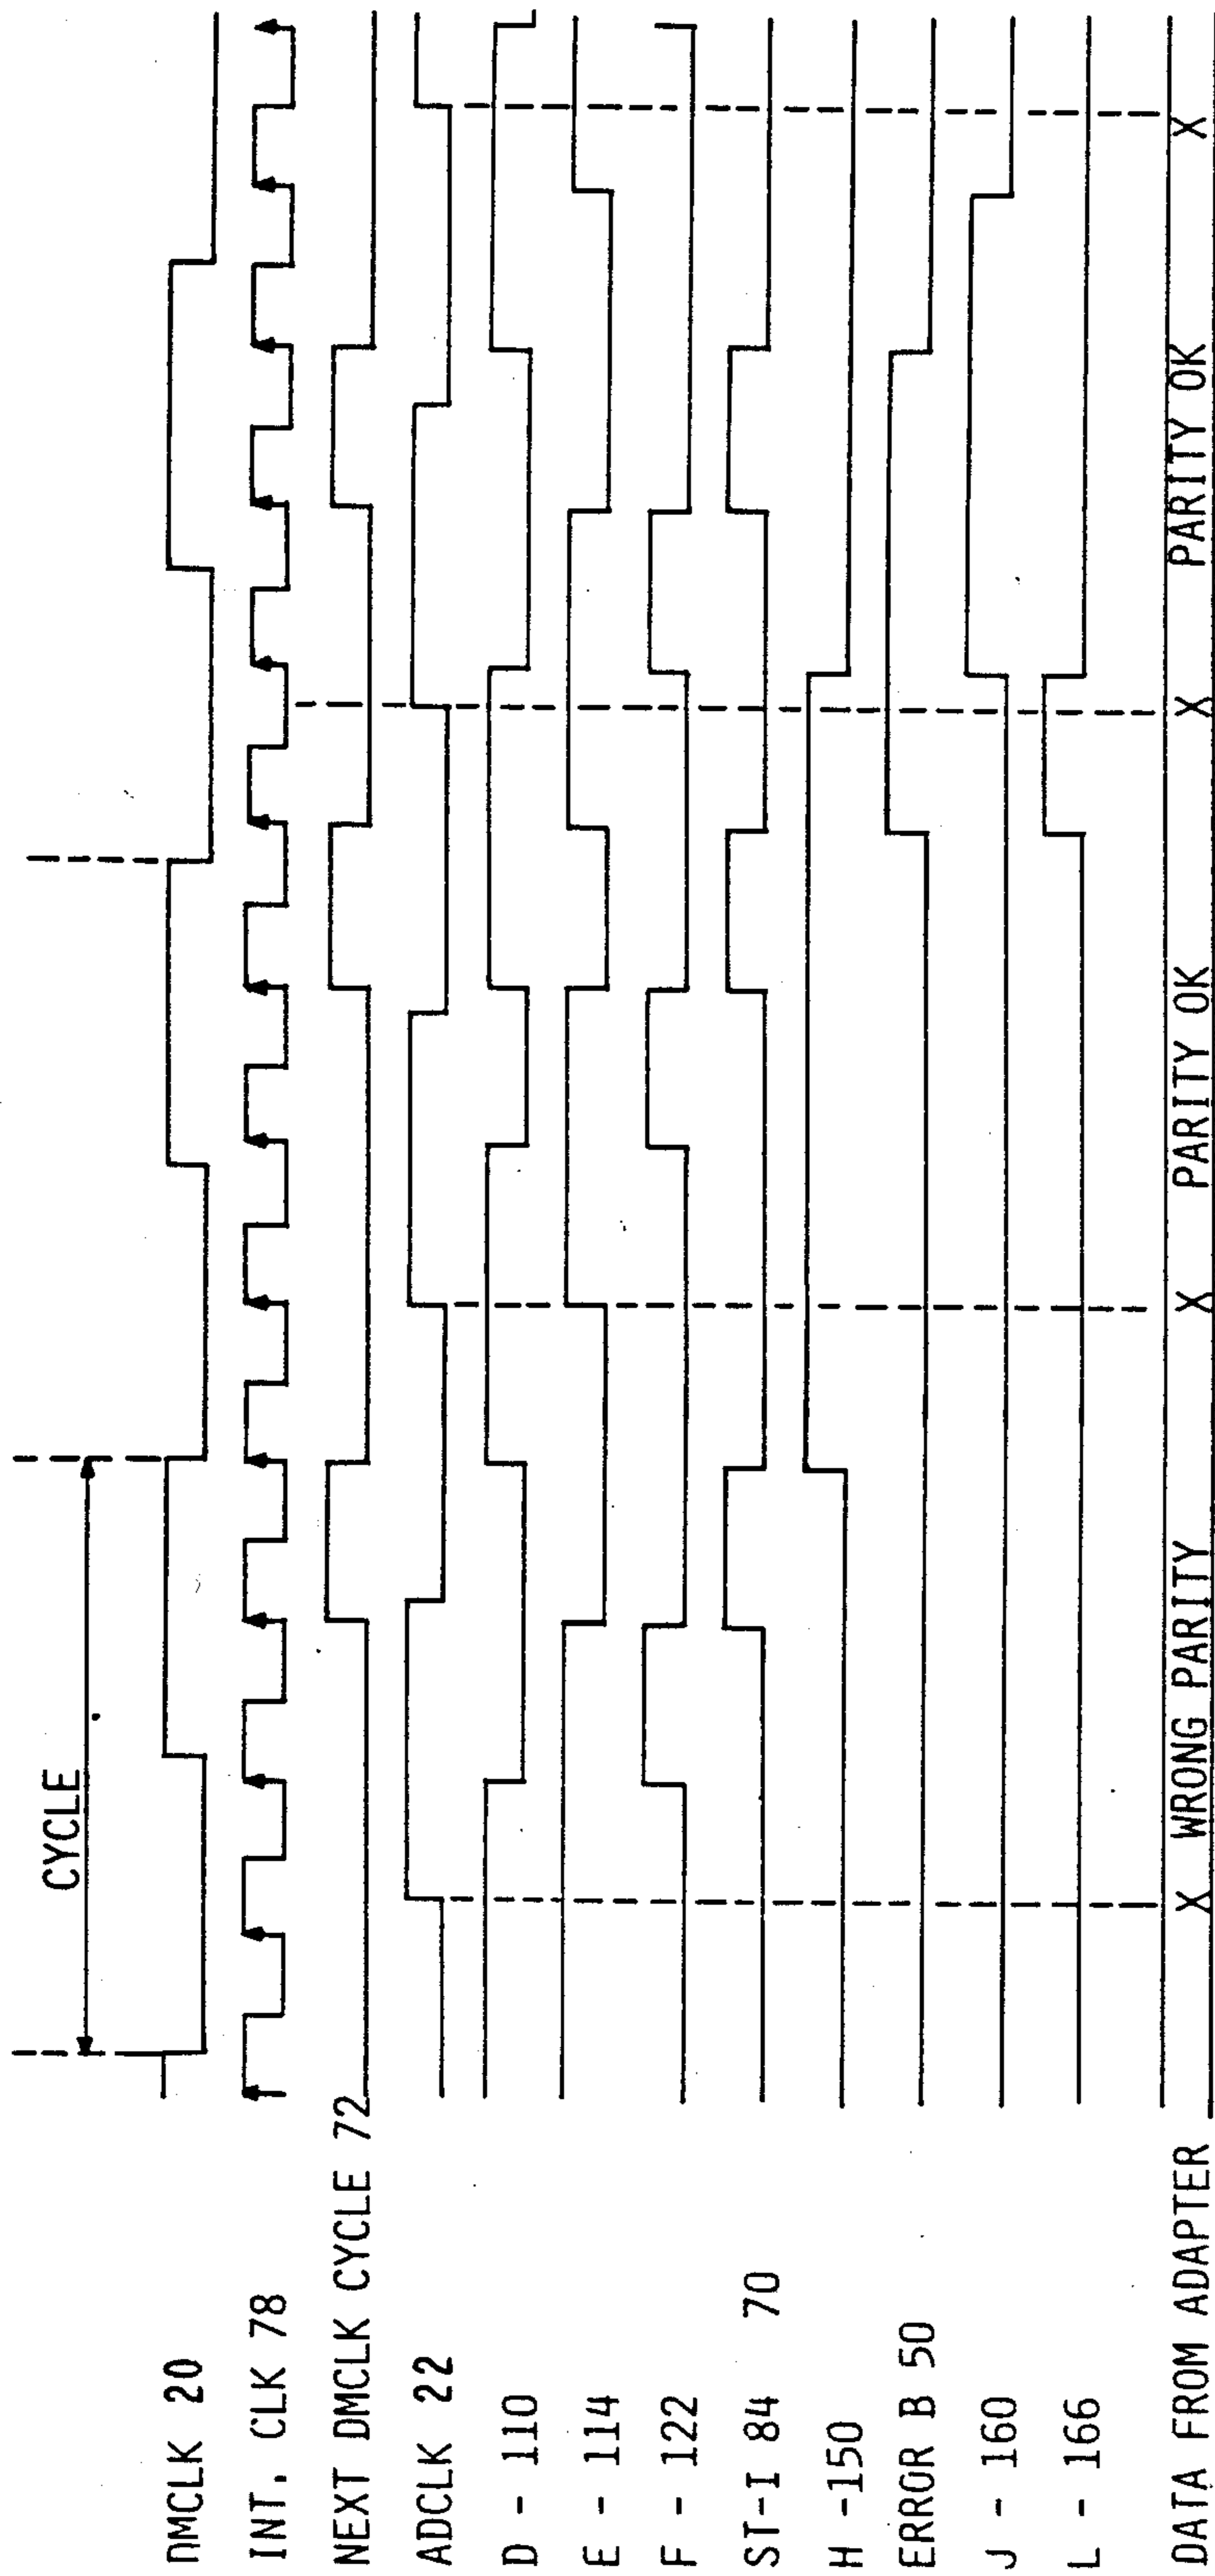 CYCLE
DMCLK 20
INT. CLK 78
NEXT DMCLK CYCLE 72
ADCLK 22
D - 110
E - 114
F - 122
ST-I 84 70
H -150
ERROR B 50
J - 160
L - 166
DATA FROM ADAPTER X WRONG PARITY X PARITY OK X PARITY OK X